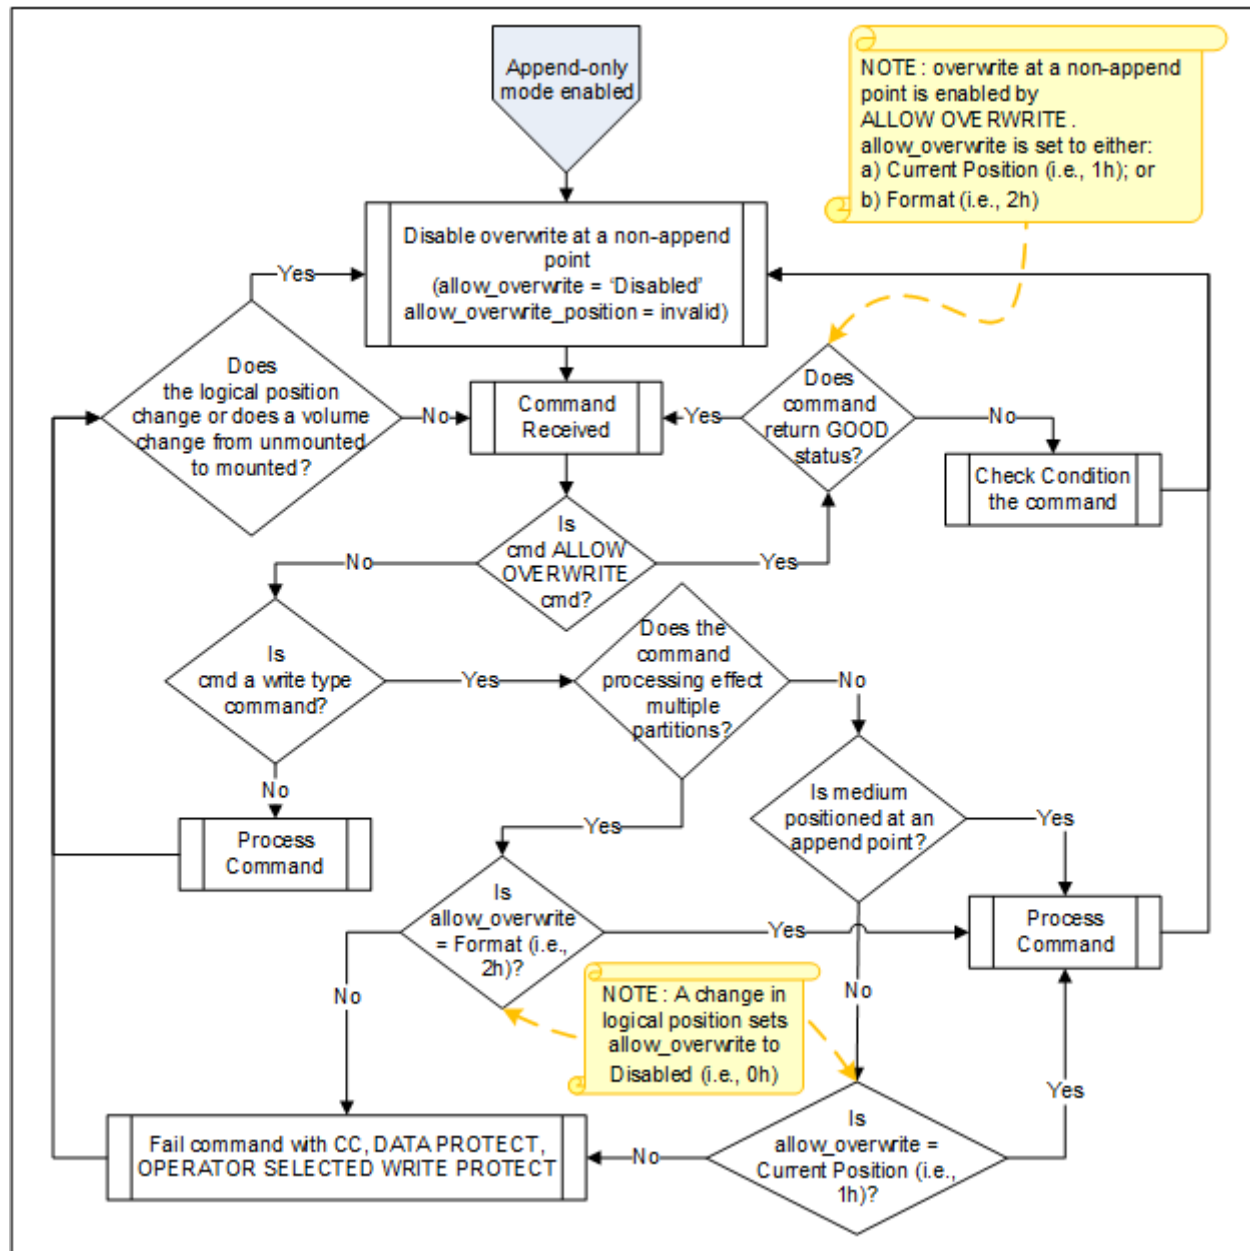 Append-only
mode enabled
NOTE : overwrite at a non-append
point is enabled by
ALLOW OVERWRITE .
allow_overwrite is set to either:
a) Current Position (i.e., 1h); or
b) Format (i.e., 2h)
Disable overwrite at a non-append
point
(allow_overwrite = ‘Disabled’
allow_overwrite_position = invalid)
Yes
Does
the logical position
change or does a volume
change from unmounted
to mounted?
No
Command
Received
Yes
Does
command
return GOOD
status?
No
Check Condition
the command
Is
cmd ALLOW
OVERWRITE
cmd?
No
Yes
Is
cmd a write type
command?
Yes
Does the
command
processing effect
multiple
partitions?
No
No
Process
Command
Yes
Is medium
positioned at an
append point?
Yes
Is
allow_overwrite
= Format (i.e.,
2h)?
Yes
Process
Command
No
NOTE : A change in
logical position sets
allow_overwrite to
Disabled (i.e., 0h)
No
Yes
Fail command with CC, DATA PROTECT,
OPERATOR SELECTED WRITE PROTECT
No
Is
allow_overwrite =
Current Position (i.e.,
1h)?